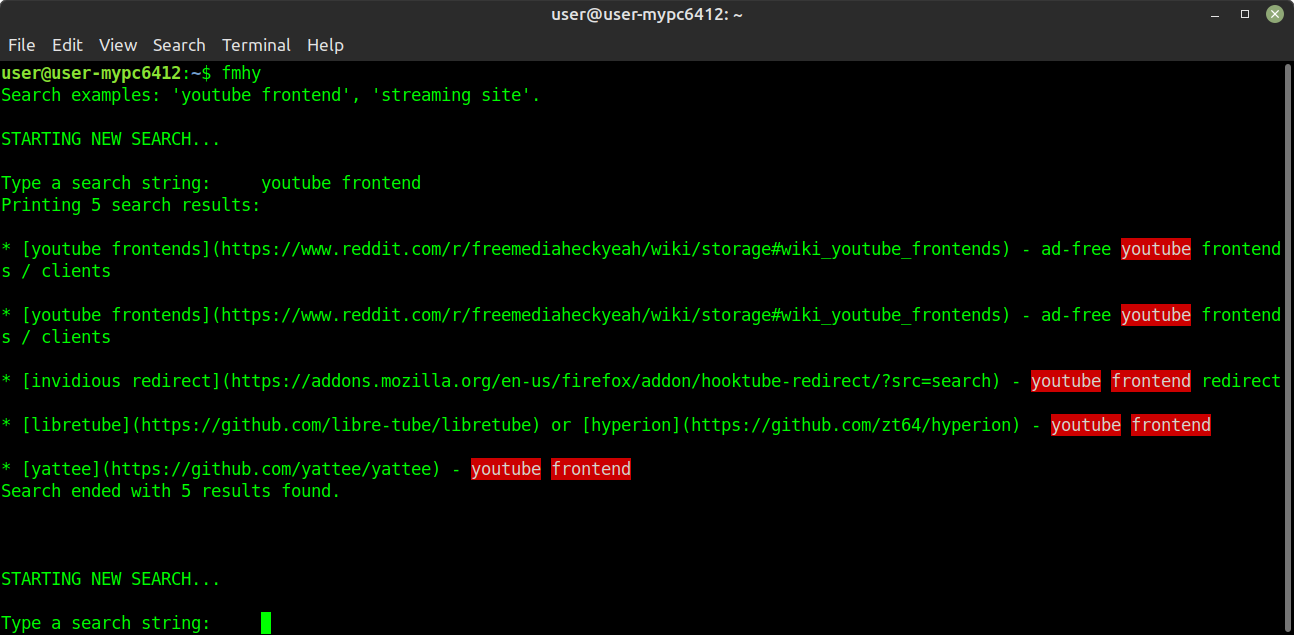 user@user-mypc6412: ~
File Edit View Search Terminal Help
user@user-mypc6412:~$ fmhy
Search examples: 'youtube frontend', 'streaming site'.
STARTING NEW SEARCH...
Type a search string:     youtube frontend
Printing 5 search results:
* [youtube frontends](https://www.reddit.com/r/freemediaheckyeah/wiki/storage#wiki_youtube_frontends) - ad-free youtube frontend
s / clients
* [youtube frontends](https://www.reddit.com/r/freemediaheckyeah/wiki/storage#wiki_youtube_frontends) - ad-free youtube frontend
s / clients
* [invidious redirect](https://addons.mozilla.org/en-us/firefox/addon/hooktube-redirect/?src=search) - youtube frontend redirect
* [libretube](https://github.com/libre-tube/libretube) or [hyperion](https://github.com/zt64/hyperion) - youtube frontend
* [yattee](https://github.com/yattee/yattee) - youtube frontend
Search ended with 5 results found.
STARTING NEW SEARCH...
Type a search string: